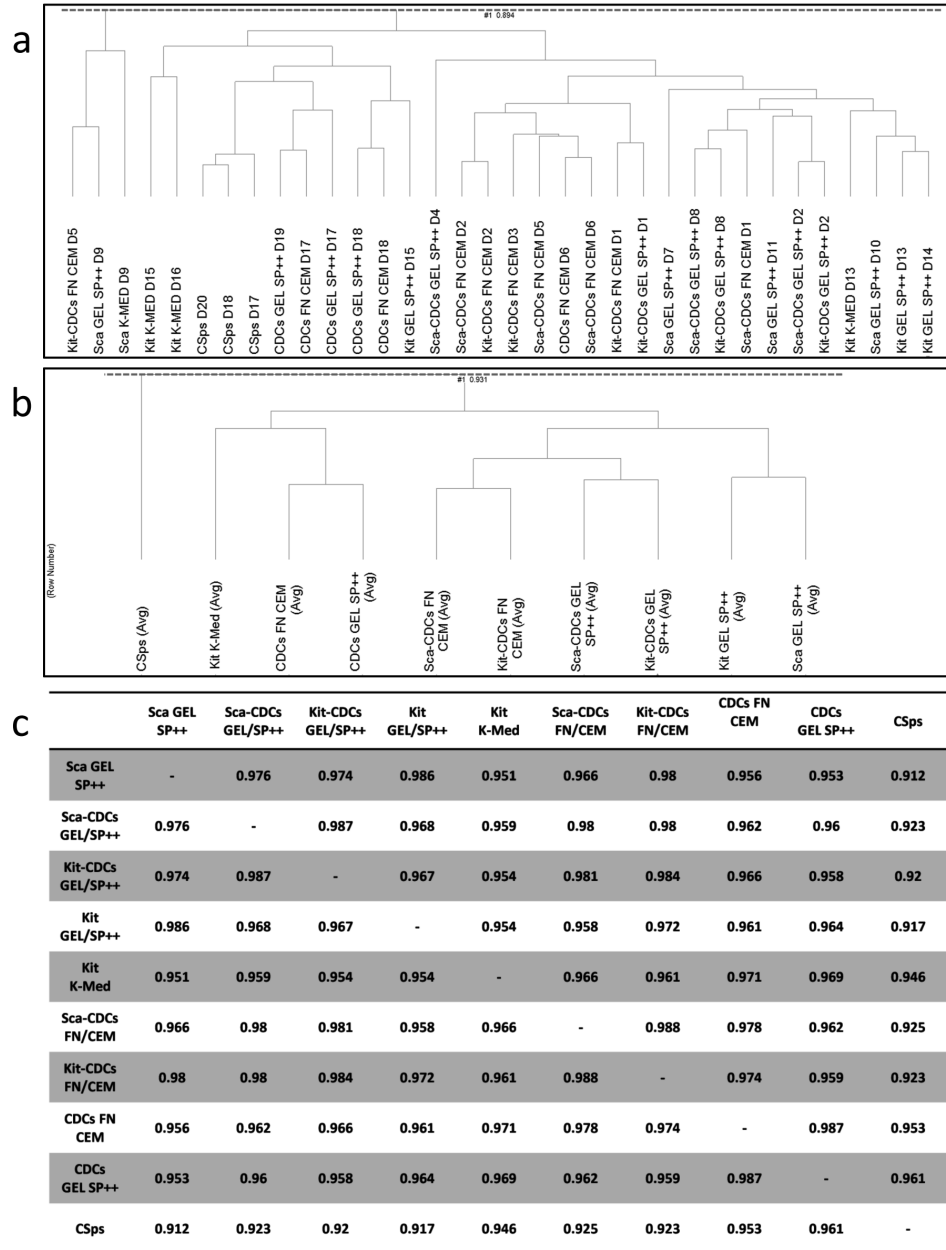 a
#1 0.894
Kit-CDCs FN CEM D5
Sca GEL SP++ D9
Sca K-MED D9
Kit K-MED D15
Kit K-MED D16
CSps D20
CSps D18
CSps D17
CDCs GEL SP++ D19
CDCs FN CEM D17
CDCs GEL SP++ D17
CDCs GEL SP++ D18
CDCs FN CEM D18
Kit GEL SP++ D15
Sca-CDCs GEL SP++ D4
Sca-CDCs FN CEM D2
Kit-CDCs FN CEM D2
Kit-CDCs FN CEM D3
Sca-CDCs FN CEM D5
CDCs FN CEM D6
Sca-CDCs FN CEM D6
Kit-CDCs FN CEM D1
Kit-CDCs GEL SP++ D1
Sca GEL SP++ D7
Sca-CDCs GEL SP++ D8
Kit-CDCs GEL SP++ D8
Sca-CDCs FN CEM D1
Sca GEL SP++ D11
Sca-CDCs GEL SP++ D2
Kit-CDCs GEL SP++ D2
Kit K-MED D13
Sca GEL SP++ D10
Kit GEL SP++ D13
Kit GEL SP++ D14
b
#1 0.931
(Row Number)
CSps (Avg)
Kit K-Med (Avg)
CDCs FN CEM
(Avg)
CDCs GEL SP++
(Avg)
Sca-CDCs FN
CEM (Avg)
Kit-CDCs FN
CEM (Avg)
Sca-CDCs GEL
SP++ (Avg)
Kit-CDCs GEL
SP++ (Avg)
Kit GEL SP++
(Avg)
Sca GEL SP++
(Avg)
c
Sca GEL
SP++
Sca-CDCs
GEL/SP++
Kit-CDCs
GEL/SP++
Kit
GEL/SP++
Kit
K-Med
Sca-CDCs
FN/CEM
Kit-CDCs
FN/CEM
CDCs FN
CEM
CDCs
GEL SP++
CSps
Sca GEL
SP++
- 0.976 0.974 0.986 0.951 0.966 0.98 0.956 0.953 0.912
Sca-CDCs
GEL/SP++
0.976 - 0.987 0.968 0.959 0.98 0.98 0.962 0.96 0.923
Kit-CDCs
GEL/SP++
0.974 0.987 - 0.967 0.954 0.981 0.984 0.966 0.958 0.92
Kit
GEL/SP++
0.986 0.968 0.967 - 0.954 0.958 0.972 0.961 0.964 0.917
Kit
K-Med
0.951 0.959 0.954 0.954 - 0.966 0.961 0.971 0.969 0.946
Sca-CDCs
FN/CEM
0.966 0.98 0.981 0.958 0.966 - 0.988 0.978 0.962 0.925
Kit-CDCs
FN/CEM
0.98 0.98 0.984 0.972 0.961 0.988 - 0.974 0.959 0.923
CDCs FN
CEM
0.956 0.962 0.966 0.961 0.971 0.978 0.974 - 0.987 0.953
CDCs
GEL SP++
0.953 0.96 0.958 0.964 0.969 0.962 0.959 0.987 - 0.961
CSps 0.912 0.923 0.92 0.917 0.946 0.925 0.923 0.953 0.961 -